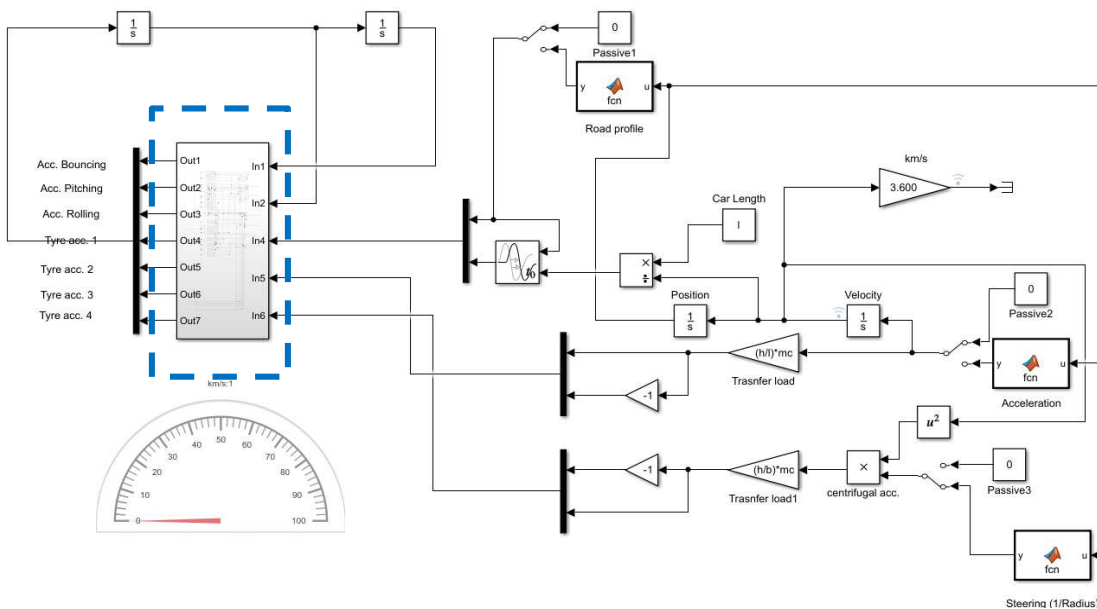 1
s
1
s
0
Passive1
y
u
fcn
Road profile
Acc. Bouncing
Acc. Pitching
Acc. Rolling
Tyre acc. 1
Tyre acc. 2
Tyre acc. 3
Tyre acc. 4
Out1
Out2
Out3
Out4
Out5
Out6
Out7
In1
In2
In4
In5
In6
km/s
3.600
Car Length
l
×
÷
Position
1
s
Velocity
1
s
0
Passive2
(h/l)*mc
Trasnfer load
-1
y
u
fcn
Acceleration
u²
-1
(h/b)*mc
Trasnfer load1
×
centrifugal acc.
0
Passive3
y
u
fcn
Steering (1/Radius)
km/s:1
0
10
20
30
40
50
60
70
80
90
100